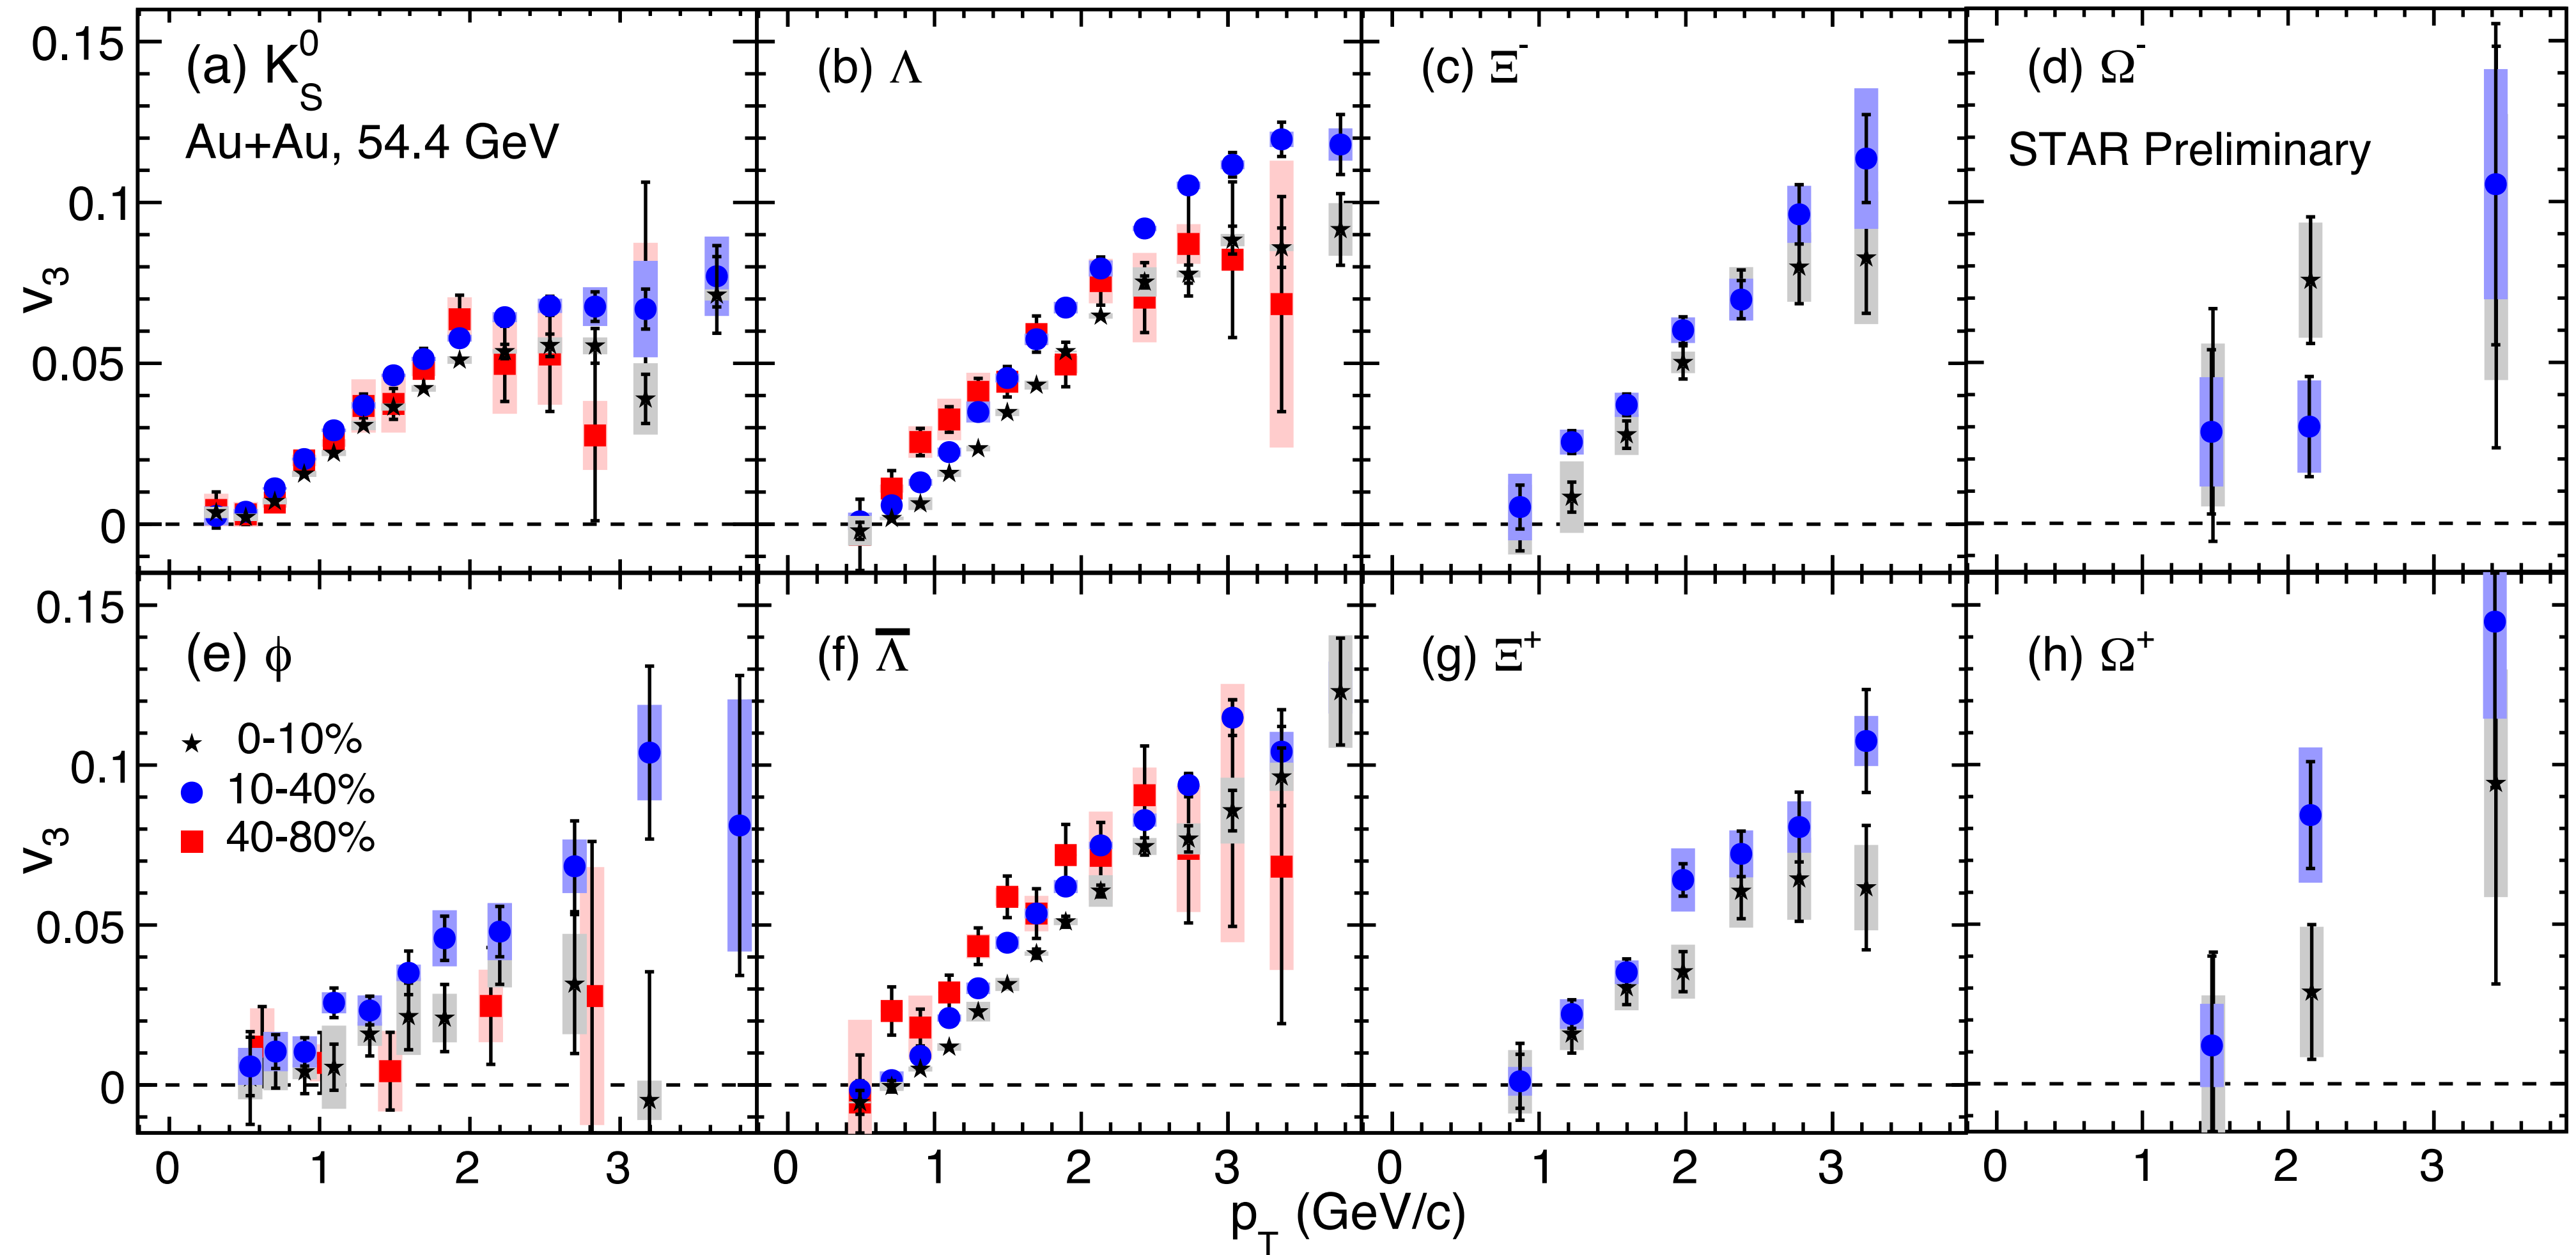 0.15
0.1
0.05
0
v₃
(a) K⁰S
Au+Au, 54.4 GeV
(b) Λ
(c) Ξ⁻
(d) Ω⁻
STAR Preliminary
0.15
0.1
0.05
0
v₃
(e) ϕ
0-10%
10-40%
40-80%
(f) Λ̅
(g) Ξ⁺
(h) Ω⁺
0 1 2 3
0 1 2 3
0 1 2 3
0 1 2 3
pT (GeV/c)